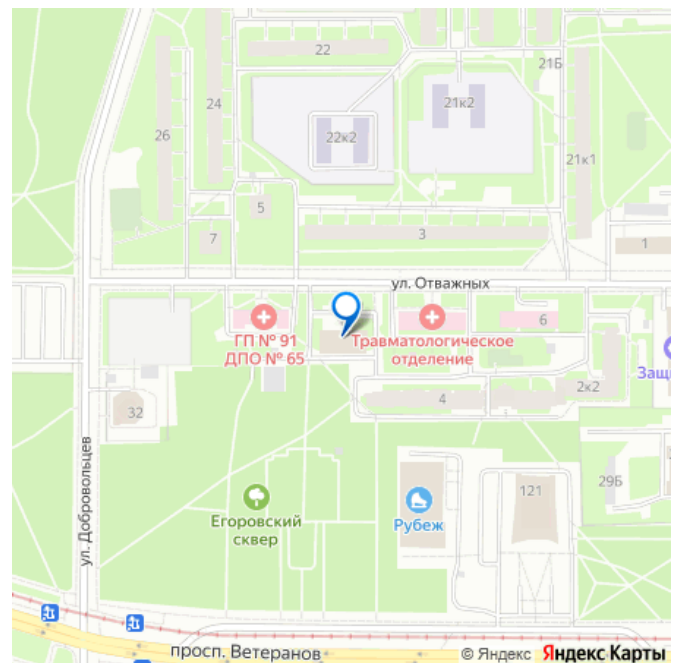 22
21Б
24
21к2
22к2
26
21к1
5
7
3
1
ул. Отважных
ГП № 91
ДПО № 65
Травматологическое
отделение
6
Защ
2к2
4
32
ул. Добровольцев
Егоровский
сквер
Рубеж
121
29Б
просп. Ветеранов
© Яндекс Яндекс Карты